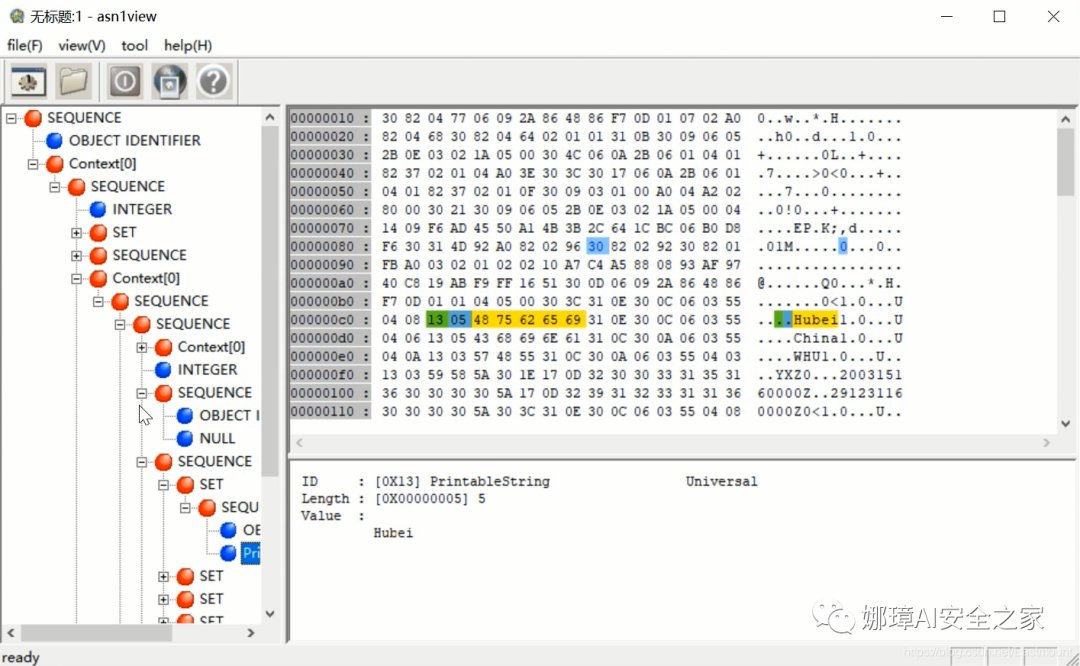 无标题:1 - asn1view
file(F) view(V) tool help(H)
SEQUENCE
OBJECT IDENTIFIER
Context[0]
SEQUENCE
INTEGER
SET
SEQUENCE
Context[0]
SEQUENCE
SEQUENCE
Context[0]
INTEGER
SEQUENCE
OBJECT I
NULL
SEQUENCE
SET
SEQU
OE
Pri
SET
SET
SET
00000010 : 30 82 04 77 06 09 2A 86 48 86 F7 0D 01 07 02 A0 0..w..*.H.......
00000020 : 82 04 68 30 82 04 64 02 01 01 31 0B 30 09 06 05 ..h0..d...1.0...
00000030 : 2B 0E 03 02 1A 05 00 30 4C 06 0A 2B 06 01 04 01 +......0L..+....
00000040 : 82 37 02 01 04 A0 3E 30 3C 30 17 06 0A 2B 06 01 .7....>0<0...+..
00000050 : 04 01 82 37 02 01 0F 30 09 03 01 00 A0 04 A2 02 ...7...0........
00000060 : 80 00 30 21 30 09 06 05 2B 0E 03 02 1A 05 00 04 ..0!0...+.......
00000070 : 14 09 F6 AD 45 50 A1 4B 3B 2C 64 1C BC 06 B0 D8 ....EP.K;,d.....
00000080 : F6 30 31 4D 92 A0 82 02 96 30 82 02 92 30 82 01 .01M.....0...0..
00000090 : FB A0 03 02 01 02 02 10 A7 C4 A5 88 08 93 AF 97 ................
000000a0 : 40 C8 19 AB F9 FF 16 51 30 0D 06 09 2A 86 48 86 @......Q0...*.H.
000000b0 : F7 0D 01 01 04 05 00 30 3C 31 0E 30 0C 06 03 55 .......0<1.0...U
000000c0 : 04 08 13 05 48 75 62 65 69 31 0E 30 0C 06 03 55 ....Hubei1.0...U
000000d0 : 04 06 13 05 43 68 69 6E 61 31 0C 30 0A 06 03 55 ....China1.0...U
000000e0 : 04 0A 13 03 57 48 55 31 0C 30 0A 06 03 55 04 03 ....WHU1.0...U..
000000f0 : 13 03 59 58 5A 30 1E 17 0D 32 30 30 33 31 35 31 ..YXZ0...2003151
00000100 : 36 30 30 30 30 5A 17 0D 32 39 31 32 33 31 31 36 60000Z..29123116
00000110 : 30 30 30 30 5A 30 3C 31 0E 30 0C 06 03 55 04 08 0000Z0<1.0...U..
ID : [0X13] PrintableString Universal
Length : [0X00000005] 5
Value :
Hubei
娜璋AI安全之家
ready